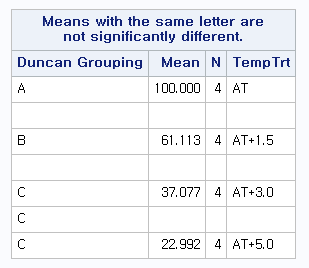 Means with the same letter are
not significantly different.
Duncan Grouping Mean N TempTrt
A 100.000 4 AT
B 61.113 4 AT+1.5
C 37.077 4 AT+3.0
C
C 22.992 4 AT+5.0